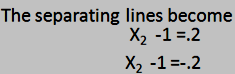 The separating lines become
X₂ -1 =.2
X₂ -1 =-.2